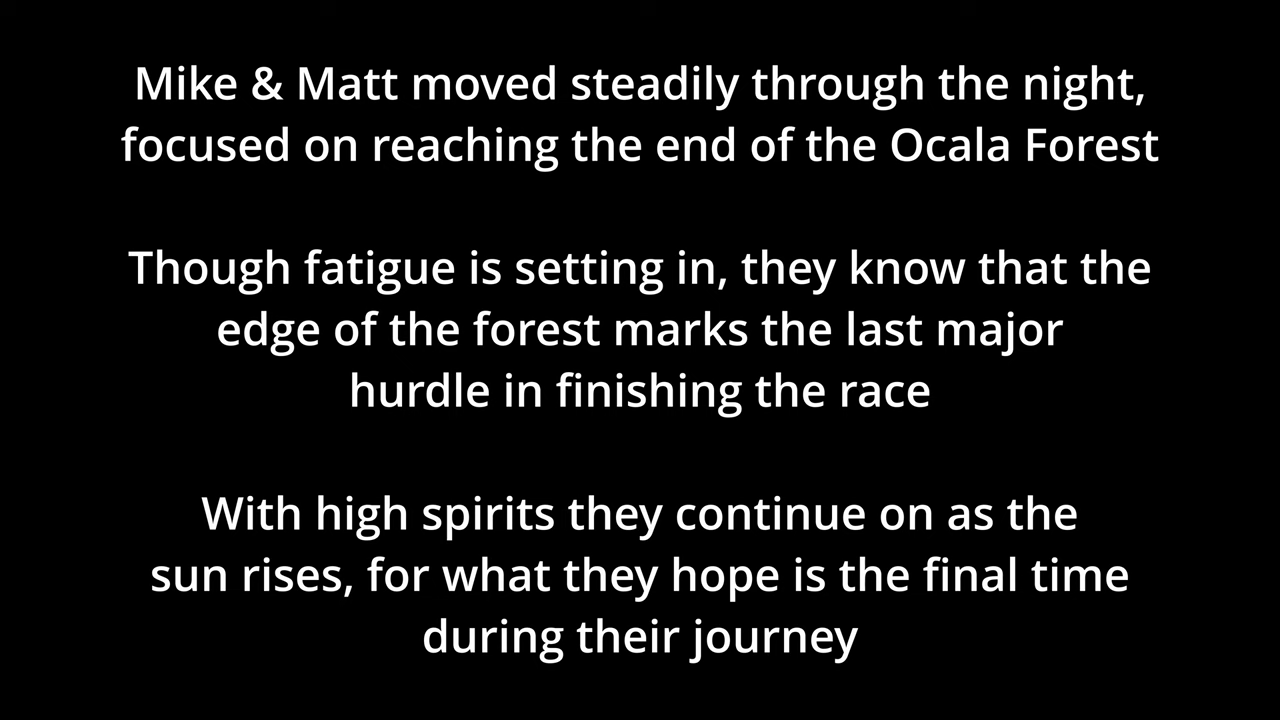 Mike & Matt moved steadily through the night,
focused on reaching the end of the Ocala Forest
Though fatigue is setting in, they know that the
edge of the forest marks the last major
hurdle in finishing the race
With high spirits they continue on as the
sun rises, for what they hope is the final time
during their journey